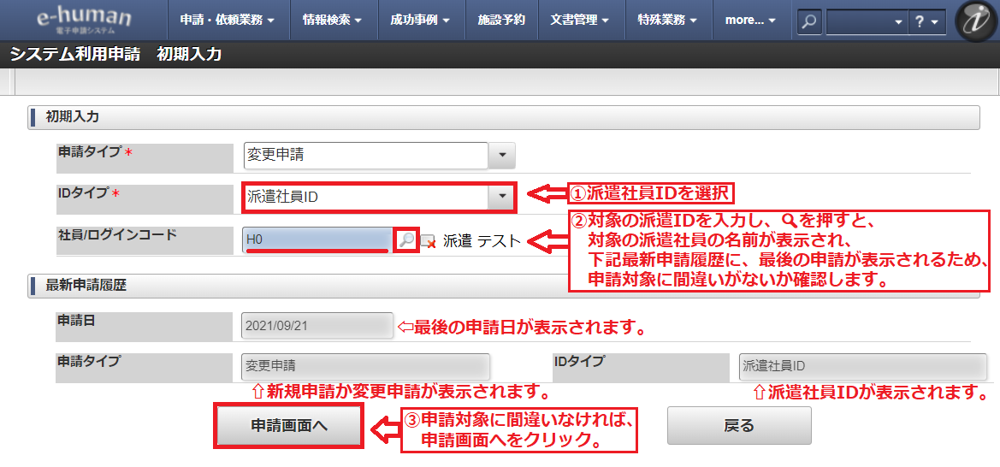 e-human
電子申請システム
申請・依頼業務
情報検索
成功事例
施設予約
文書管理
特殊業務
more...
?
i
システム利用申請 初期入力
初期入力
申請タイプ*
変更申請
IDタイプ*
派遣社員ID
①派遣社員IDを選択
社員/ログインコード
H0
派遣 テスト
②対象の派遣IDを入力し、🔍を押すと、
対象の派遣社員の名前が表示され、
下記最新申請履歴に、最後の申請が表示されるため、
申請対象に間違いがないか確認します。
最新申請履歴
申請日
2021/09/21
⇦最後の申請日が表示されます。
申請タイプ
変更申請
IDタイプ
派遣社員ID
⇧新規申請か変更申請が表示されます。
⇧派遣社員IDが表示されます。
申請画面へ
③申請対象に間違いなければ、
申請画面へをクリック。
戻る